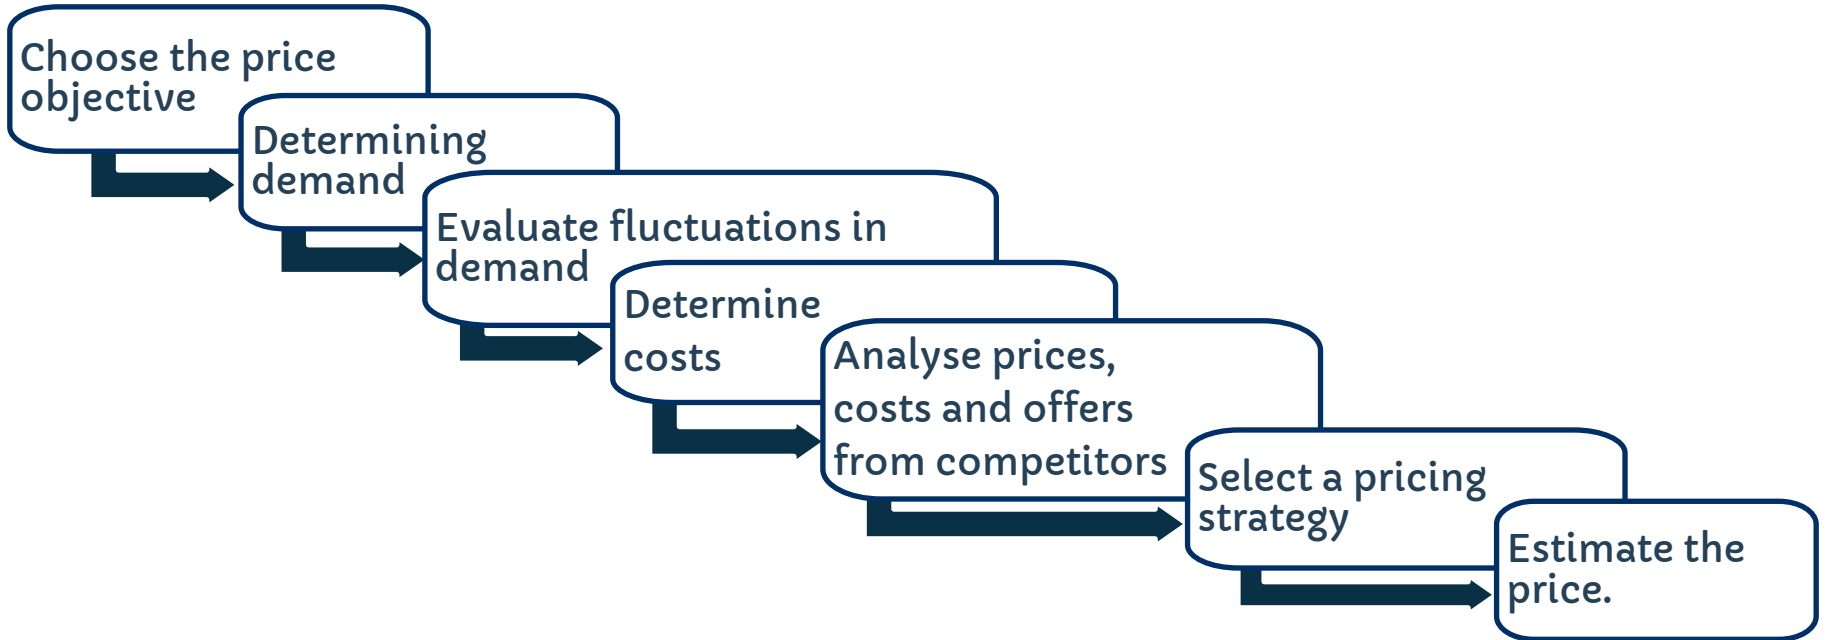 Choose the price
objective
Determining
demand
Evaluate fluctuations in
demand
Determine
costs
Analyse prices,
costs and offers
from competitors
Select a pricing
strategy
Estimate the
price.